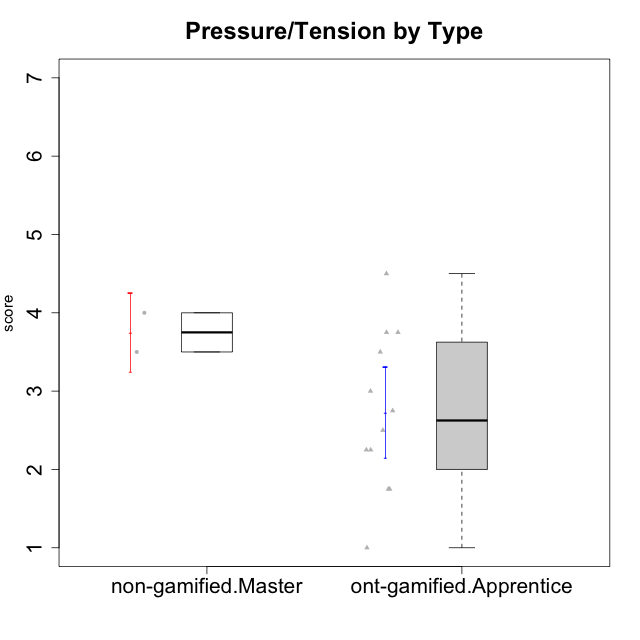 Pressure/Tension by Type
7
6
5
4
3
2
1
score
non-gamified.Master
ont-gamified.Apprentice